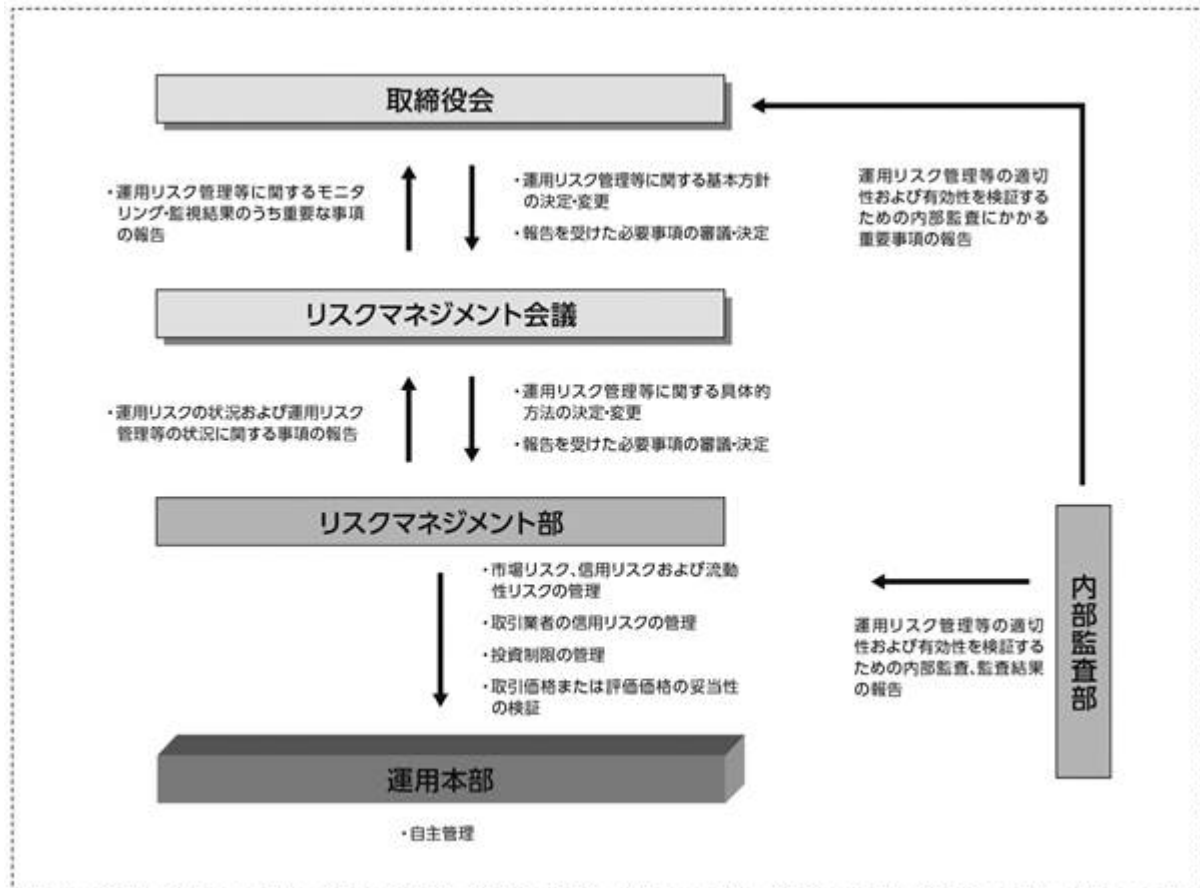 取締役会
・運用リスク管理等に関するモニタ
リング・監視結果のうち重要な事項
の報告
・運用リスク管理等に関する基本方針
の決定・変更
・報告を受けた必要事項の審議・決定
運用リスク管理等の適切
性および有効性を検証する
ための内部監査にかかる
重要事項の報告
リスクマネジメント会議
・運用リスクの状況および運用リスク
管理等の状況に関する事項の報告
・運用リスク管理等に関する具体的
方法の決定・変更
・報告を受けた必要事項の審議・決定
リスクマネジメント部
・市場リスク、信用リスクおよび流動
性リスクの管理
・取引業者の信用リスクの管理
・投資制限の管理
・取引価格または評価価格の妥当性
の検証
運用リスク管理等の適切
性および有効性を検証する
ための内部監査、監査結果
の報告
内部監査部
運用本部
・自主管理